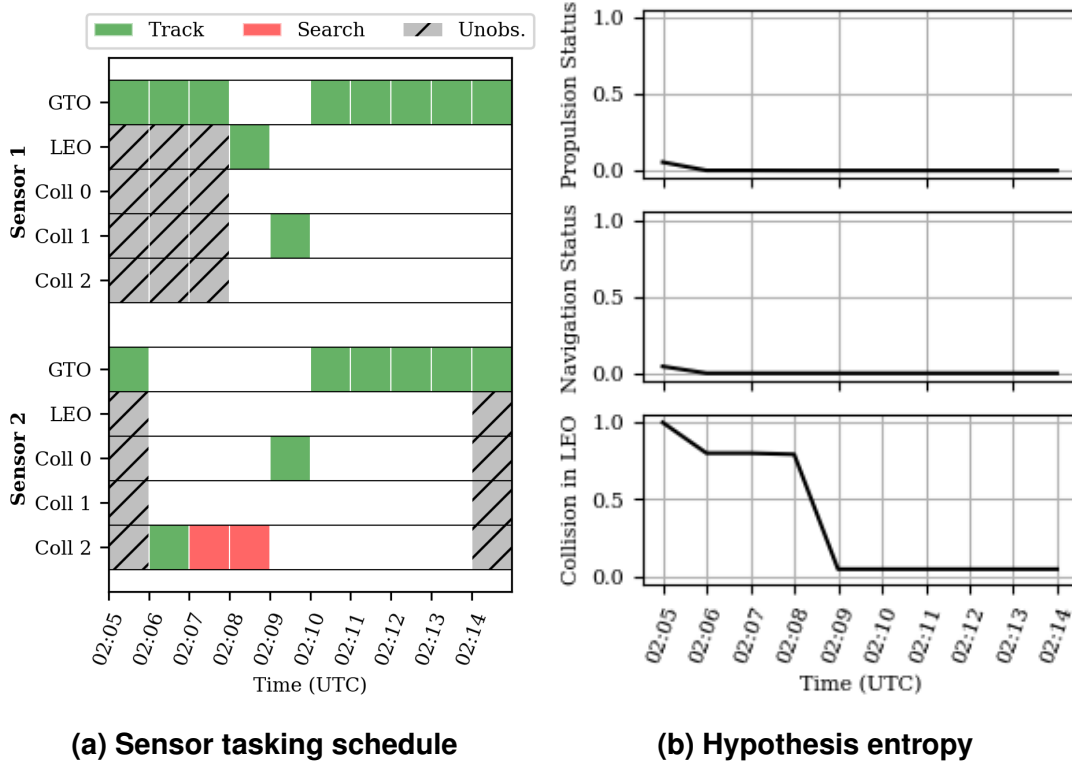 Track Search Unobs.
Sensor 1
GTO
LEO
Coll 0
Coll 1
Coll 2
Sensor 2
GTO
LEO
Coll 0
Coll 1
Coll 2
02:05 02:06 02:07 02:08 02:09 02:10 02:11 02:12 02:13 02:14
Time (UTC)
(a) Sensor tasking schedule
Propulsion Status
1.0
0.5
0.0
Navigation Status
1.0
0.5
0.0
Collision in LEO
1.0
0.5
0.0
02:05 02:06 02:07 02:08 02:09 02:10 02:11 02:12 02:13 02:14
Time (UTC)
(b) Hypothesis entropy